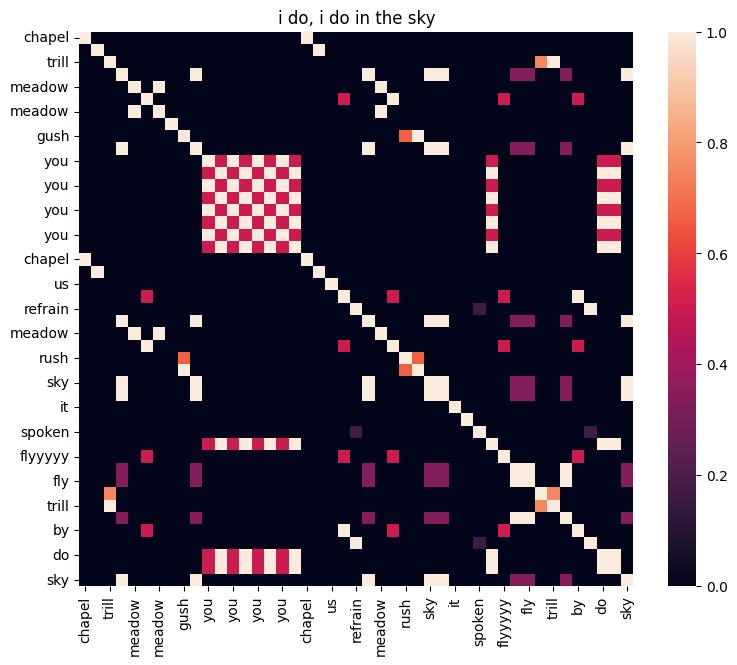 i do, i do in the sky
chapel
trill
meadow
meadow
gush
you
you
you
you
chapel
us
refrain
meadow
rush
sky
it
spoken
flyyyyy
fly
trill
by
do
sky
1.0
0.8
0.6
0.4
0.2
0.0
chapel trill meadow meadow gush you you you you chapel us refrain meadow rush sky it spoken flyyyyy fly trill by do sky